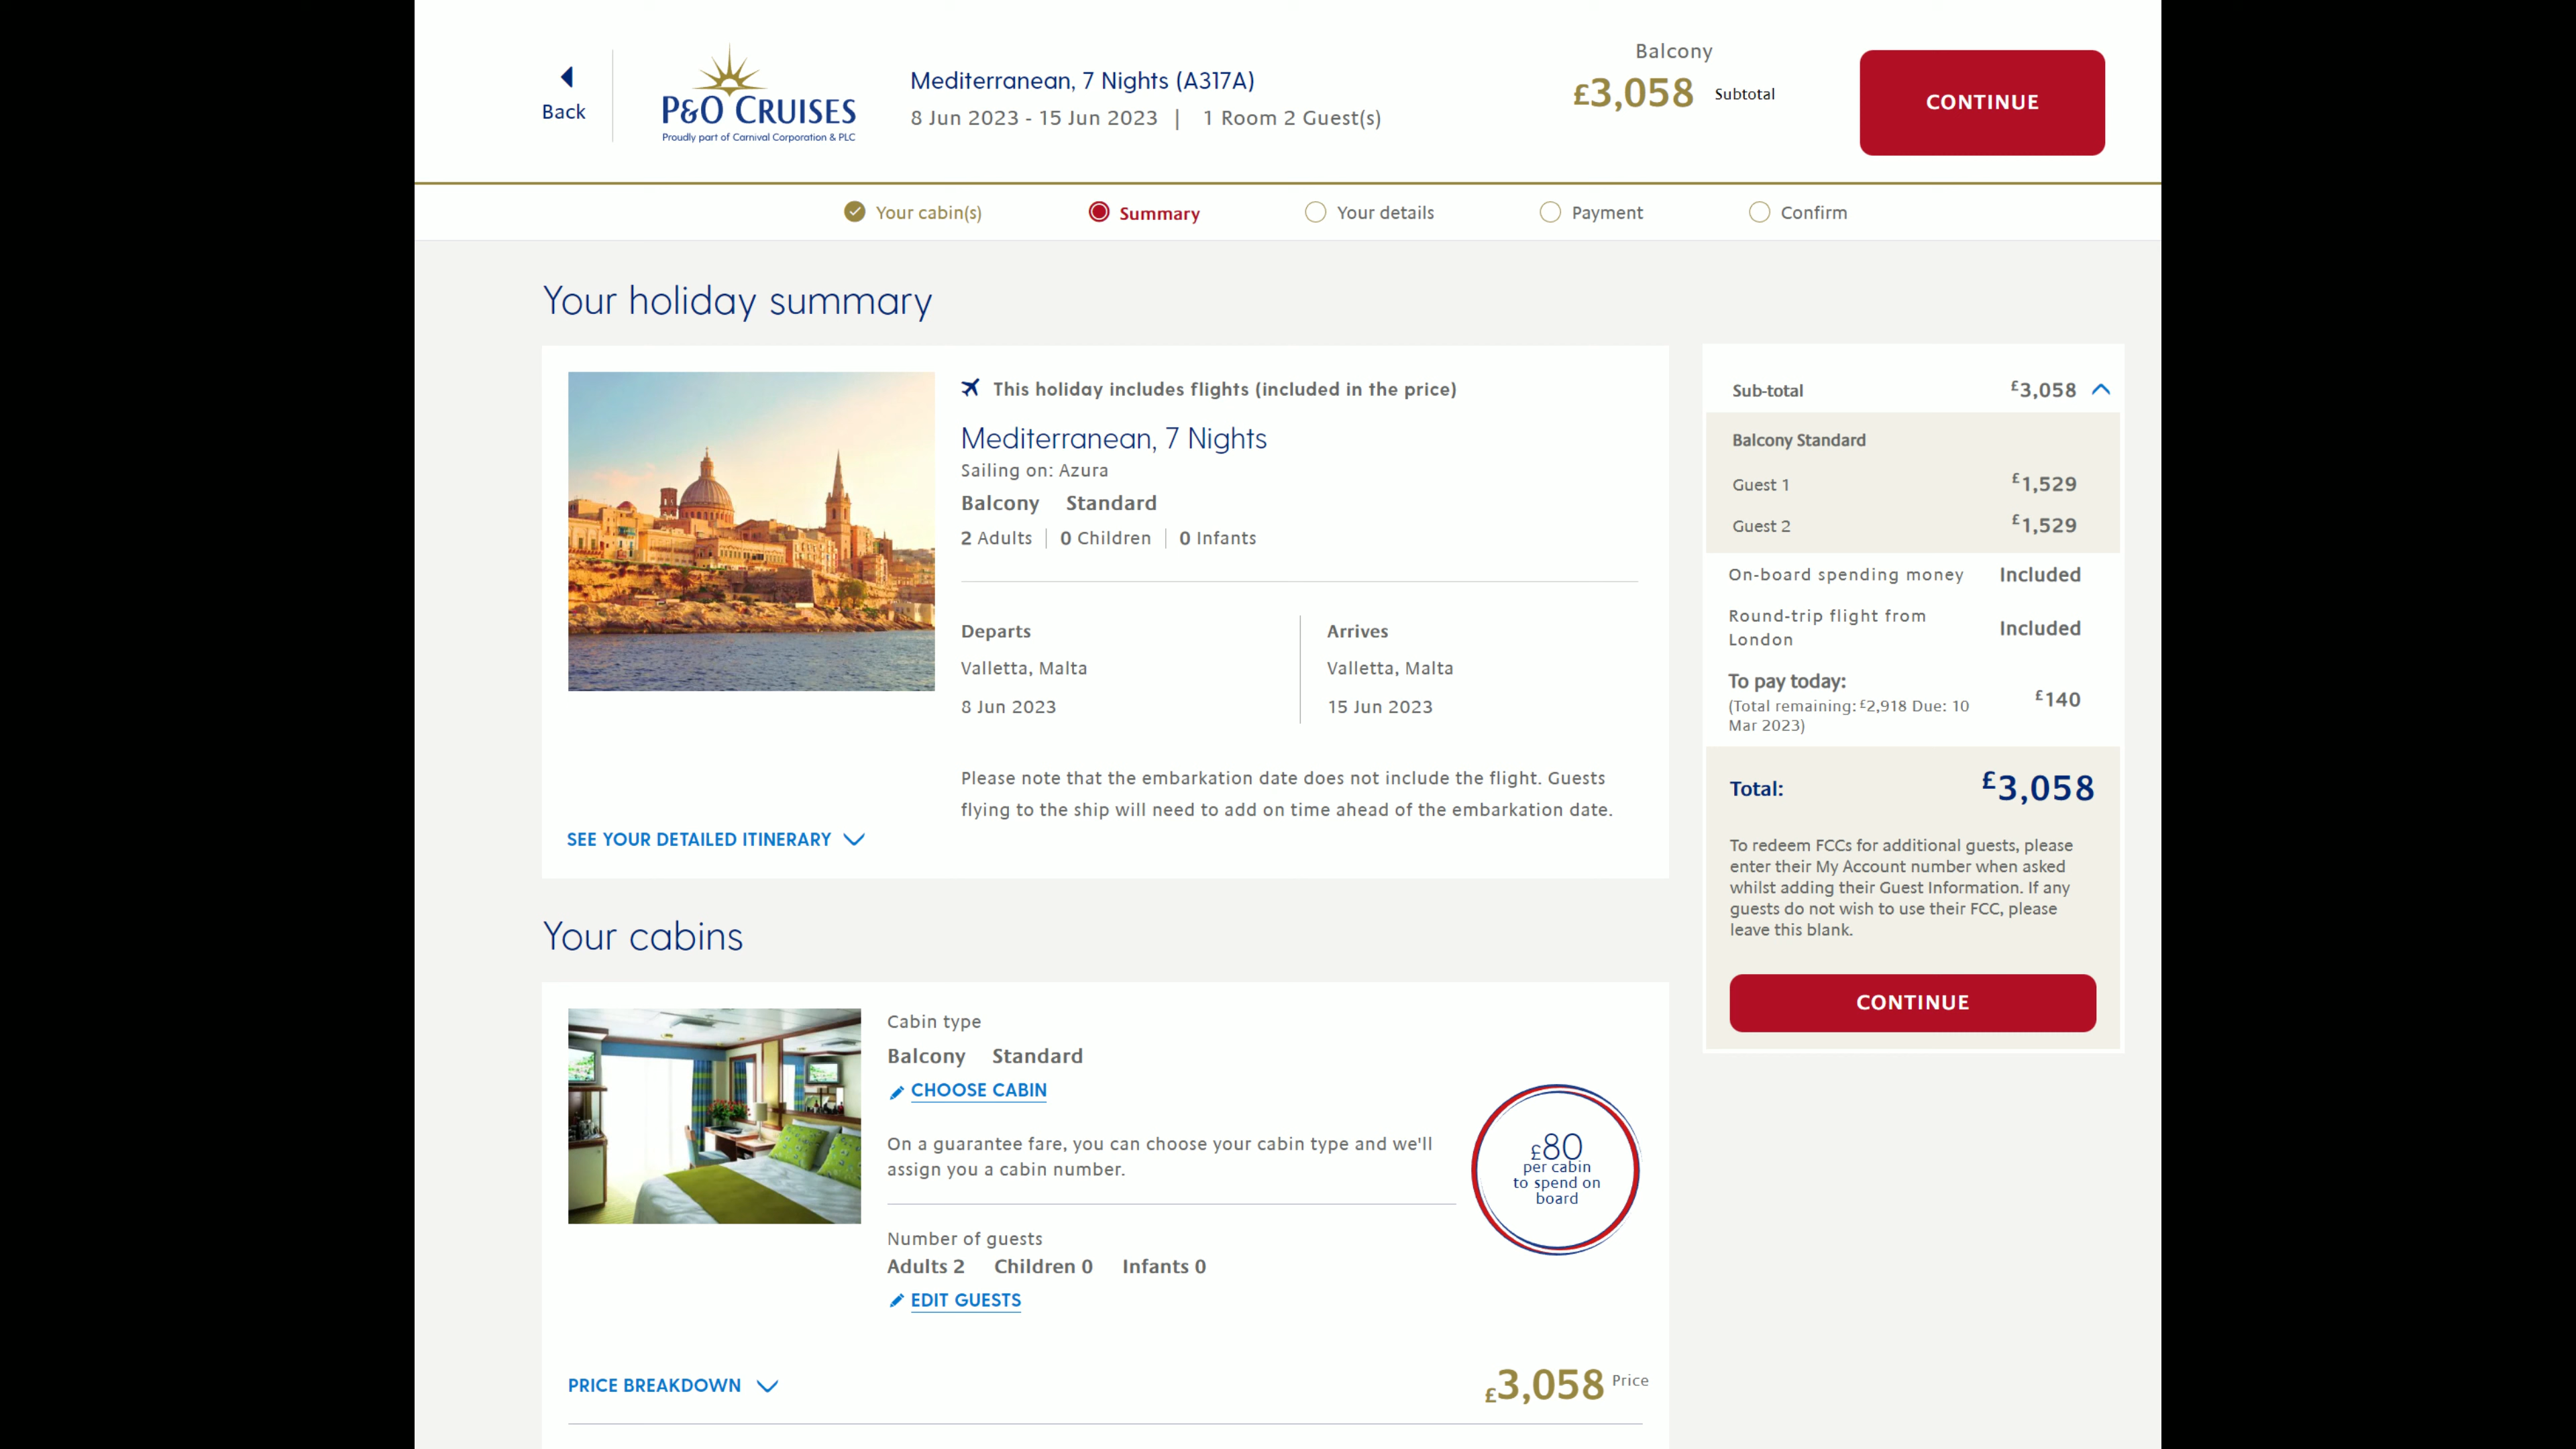 Back
P&O CRUISES
Proudly part of Carnival Corporation & PLC
Mediterranean, 7 Nights (A317A)
8 Jun 2023 - 15 Jun 2023 | 1 Room 2 Guest(s)
Balcony
£3,058 Subtotal
CONTINUE
Your cabin(s) Summary Your details Payment Confirm
Your holiday summary
This holiday includes flights (included in the price)
Mediterranean, 7 Nights
Sailing on: Azura
Balcony Standard
2 Adults | 0 Children | 0 Infants
Departs
Valletta, Malta
8 Jun 2023
Arrives
Valletta, Malta
15 Jun 2023
Please note that the embarkation date does not include the flight. Guests
flying to the ship will need to add on time ahead of the embarkation date.
SEE YOUR DETAILED ITINERARY
Sub-total £3,058
Balcony Standard
Guest 1 £1,529
Guest 2 £1,529
On-board spending money Included
Round-trip flight from
London Included
To pay today: £140
(Total remaining: £2,918 Due: 10
Mar 2023)
Total: £3,058
To redeem FCCs for additional guests, please
enter their My Account number when asked
whilst adding their Guest Information. If any
guests do not wish to use their FCC, please
leave this blank.
CONTINUE
Your cabins
Cabin type
Balcony Standard
CHOOSE CABIN
On a guarantee fare, you can choose your cabin type and we'll
assign you a cabin number.
£80
per cabin
to spend on
board
Number of guests
Adults 2 Children 0 Infants 0
EDIT GUESTS
PRICE BREAKDOWN
£3,058 Price